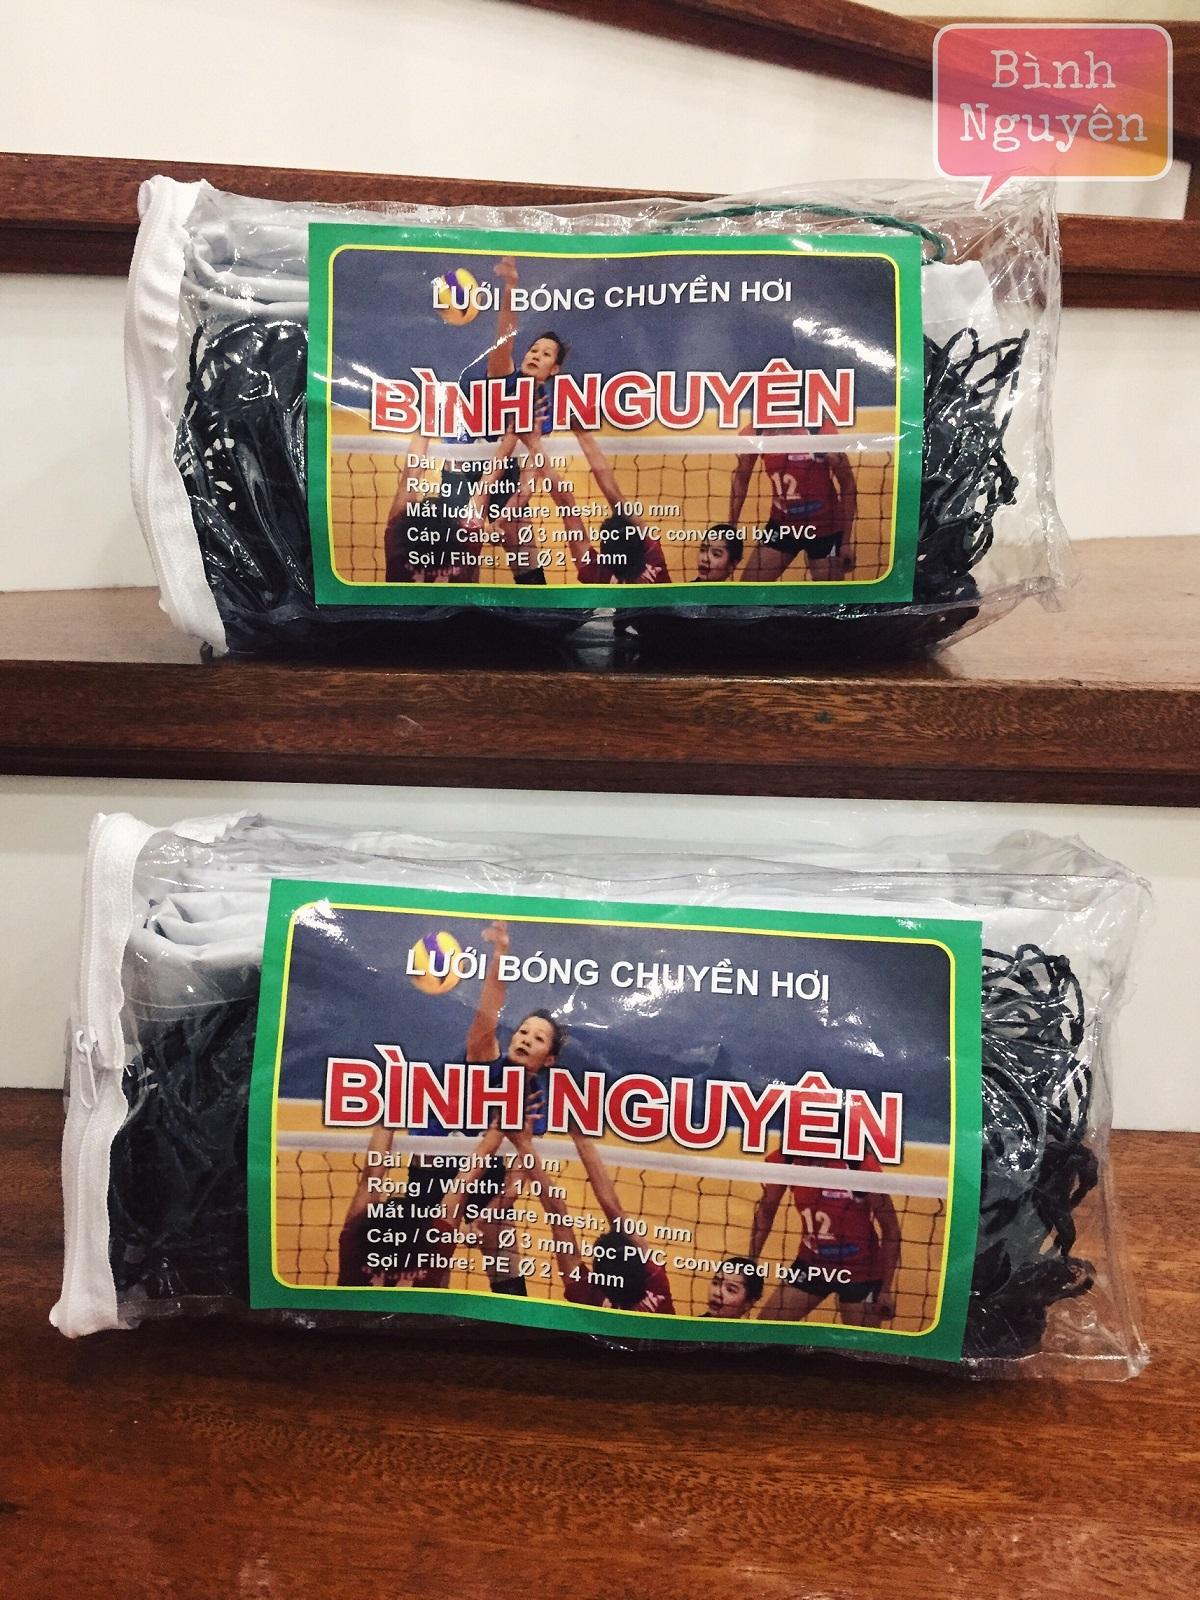 Bình
Nguyên
LƯỚI BÓNG CHUYỀN HƠI
BÌNH NGUYÊN
Dài / Lenght: 7.0 m
Rộng / Width: 1.0 m
Mắt lưới / Square mesh: 100 mm
Cáp / Cabe: Ø 3 mm bọc PVC convered by PVC
Sợi / Fibre: PE Ø 2 - 4 mm
12
LƯỚI BÓNG CHUYỀN HƠI
BÌNH NGUYÊN
Dài / Lenght: 7.0 m
Rộng / Width: 1.0 m
Mắt lưới / Square mesh: 100 mm
Cáp / Cabe: Ø 3 mm bọc PVC convered by PVC
Sợi / Fibre: PE Ø 2 - 4 mm
12